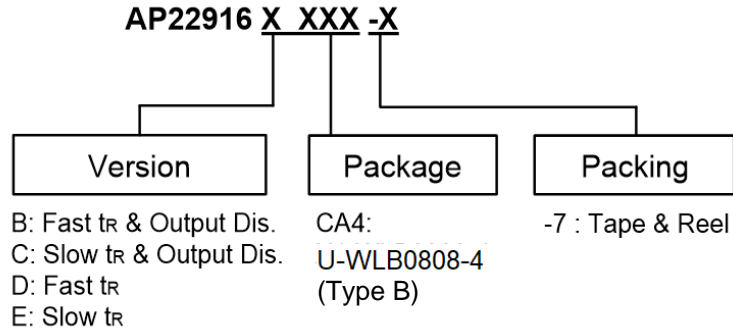 AP22916 X XXX -X
Version
Package
Packing
B: Fast tR & Output Dis.
C: Slow tR & Output Dis.
D: Fast tR
E: Slow tR
CA4:
U-WLB0808-4
(Type B)
-7 : Tape & Reel